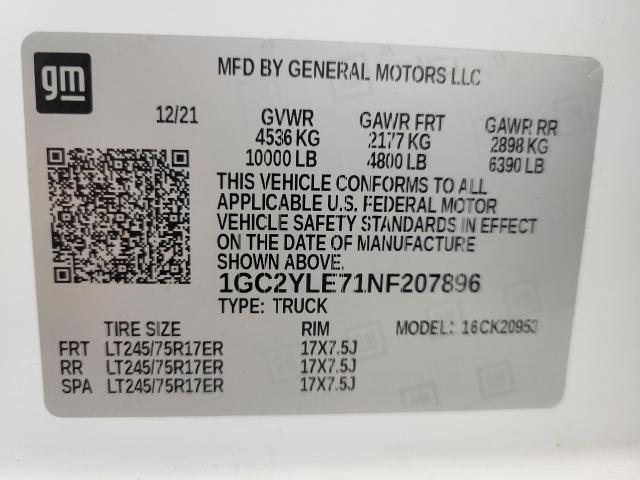 gm
MFD BY GENERAL MOTORS LLC
12/21 GVWR GAWR FRT GAWR RR
4536 KG 2177 KG 2898 KG
10000 LB 4800 LB 6390 LB
THIS VEHICLE CONFORMS TO ALL
APPLICABLE U.S. FEDERAL MOTOR
VEHICLE SAFETY STANDARDS IN EFFECT
ON THE DATE OF MANUFACTURE
SHOWN ABOVE.
1GC2YLE71NF207896
TYPE: TRUCK
TIRE SIZE RIM MODEL: 16CK20953
FRT LT245/75R17ER 17X7.5J
RR LT245/75R17ER 17X7.5J
SPA LT245/75R17ER 17X7.5J